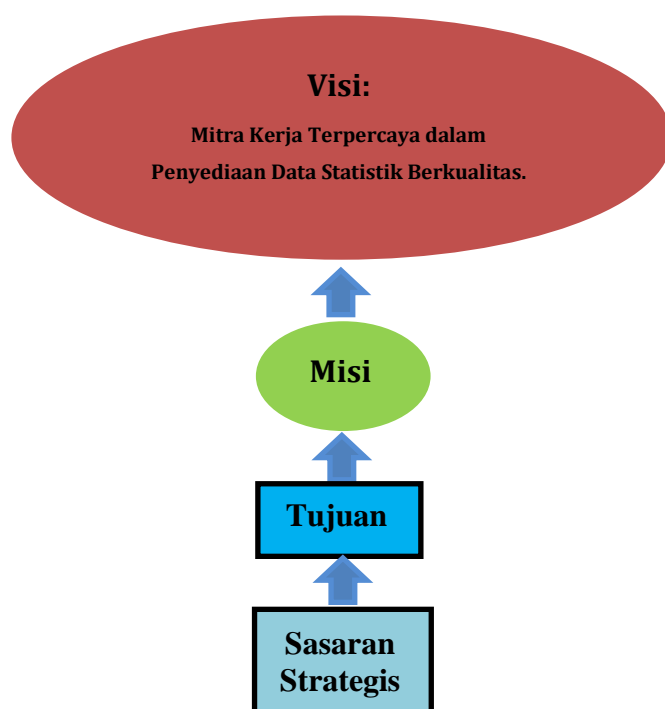 Visi:
Mitra Kerja Terpercaya dalam
Penyediaan Data Statistik Berkualitas.
Misi
Tujuan
Sasaran
Strategis